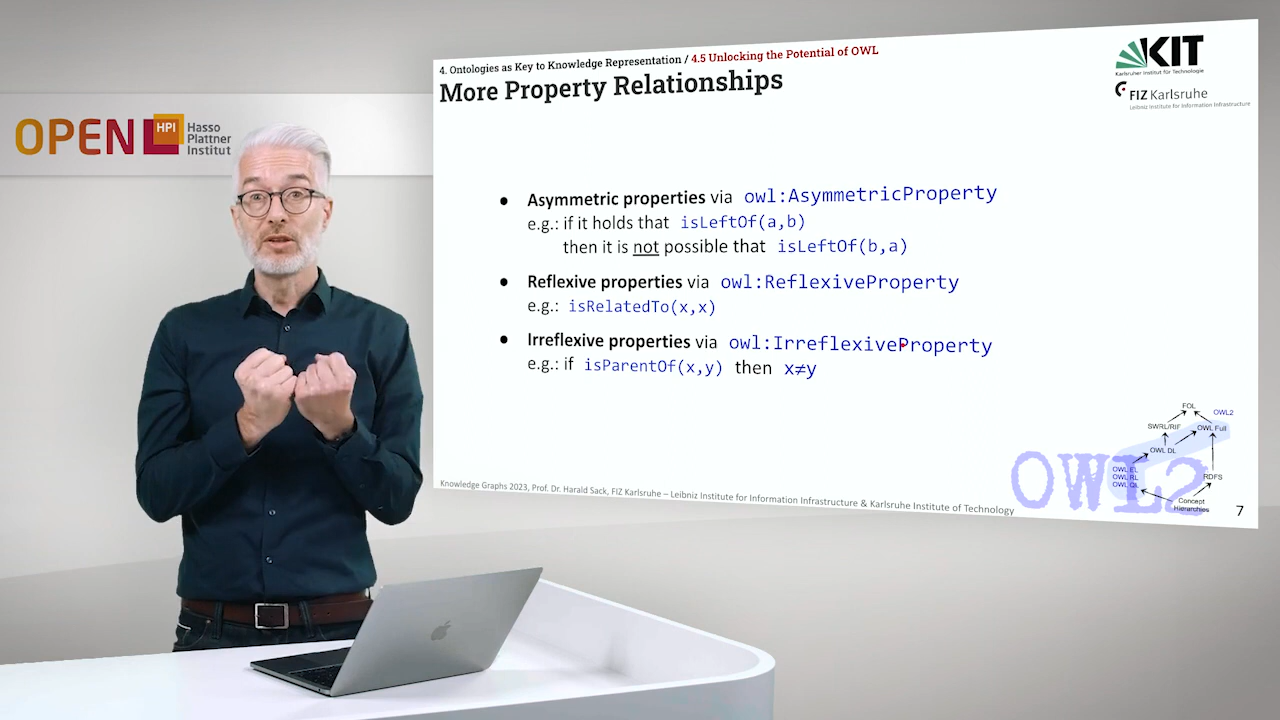 4. Ontologies as Key to Knowledge Representation / 4.5 Unlocking the Potential of OWL
More Property Relationships
KIT
Karlsruher Institut für Technologie
FIZ Karlsruhe
Leibniz Institute for Information Infrastructure
OPEN HPI Hasso
Plattner
Institut
• Asymmetric properties via owl:AsymmetricProperty
e.g.: if it holds that isLeftOf(a,b)
then it is not possible that isLeftOf(b,a)
• Reflexive properties via owl:ReflexiveProperty
e.g.: isRelatedTo(x,x)
• Irreflexive properties via owl:IrreflexiveProperty
e.g.: if isParentOf(x,y) then x≠y
FOL
OWL2
SWRL/RIF
OWL Full
OWL DL
OWL EL
OWL RL
OWL QL
RDFS
Concept
Hierarchies
OWL2
Knowledge Graphs 2023, Prof. Dr. Harald Sack, FIZ Karlsruhe – Leibniz Institute for Information Infrastructure & Karlsruhe Institute of Technology
7